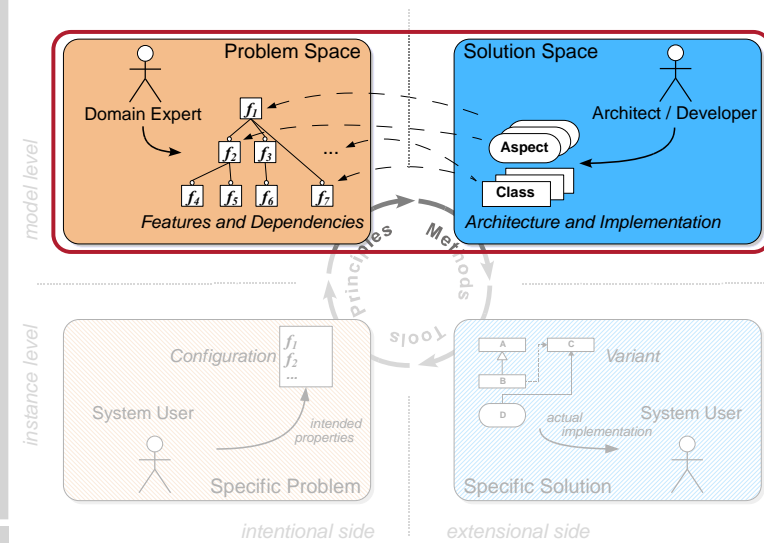 Problem Space
Solution Space
Domain Expert
Architect / Developer
f1
f2
f3
...
f4
f5
f6
f7
Aspect
Class
Features and Dependencies
Architecture and Implementation
model level
Principles
Methods
Tools
instance level
Configuration
f1
f2
...
A
C
B
D
Variant
System User
intended
properties
actual
implementation
System User
Specific Problem
Specific Solution
intentional side
extensional side